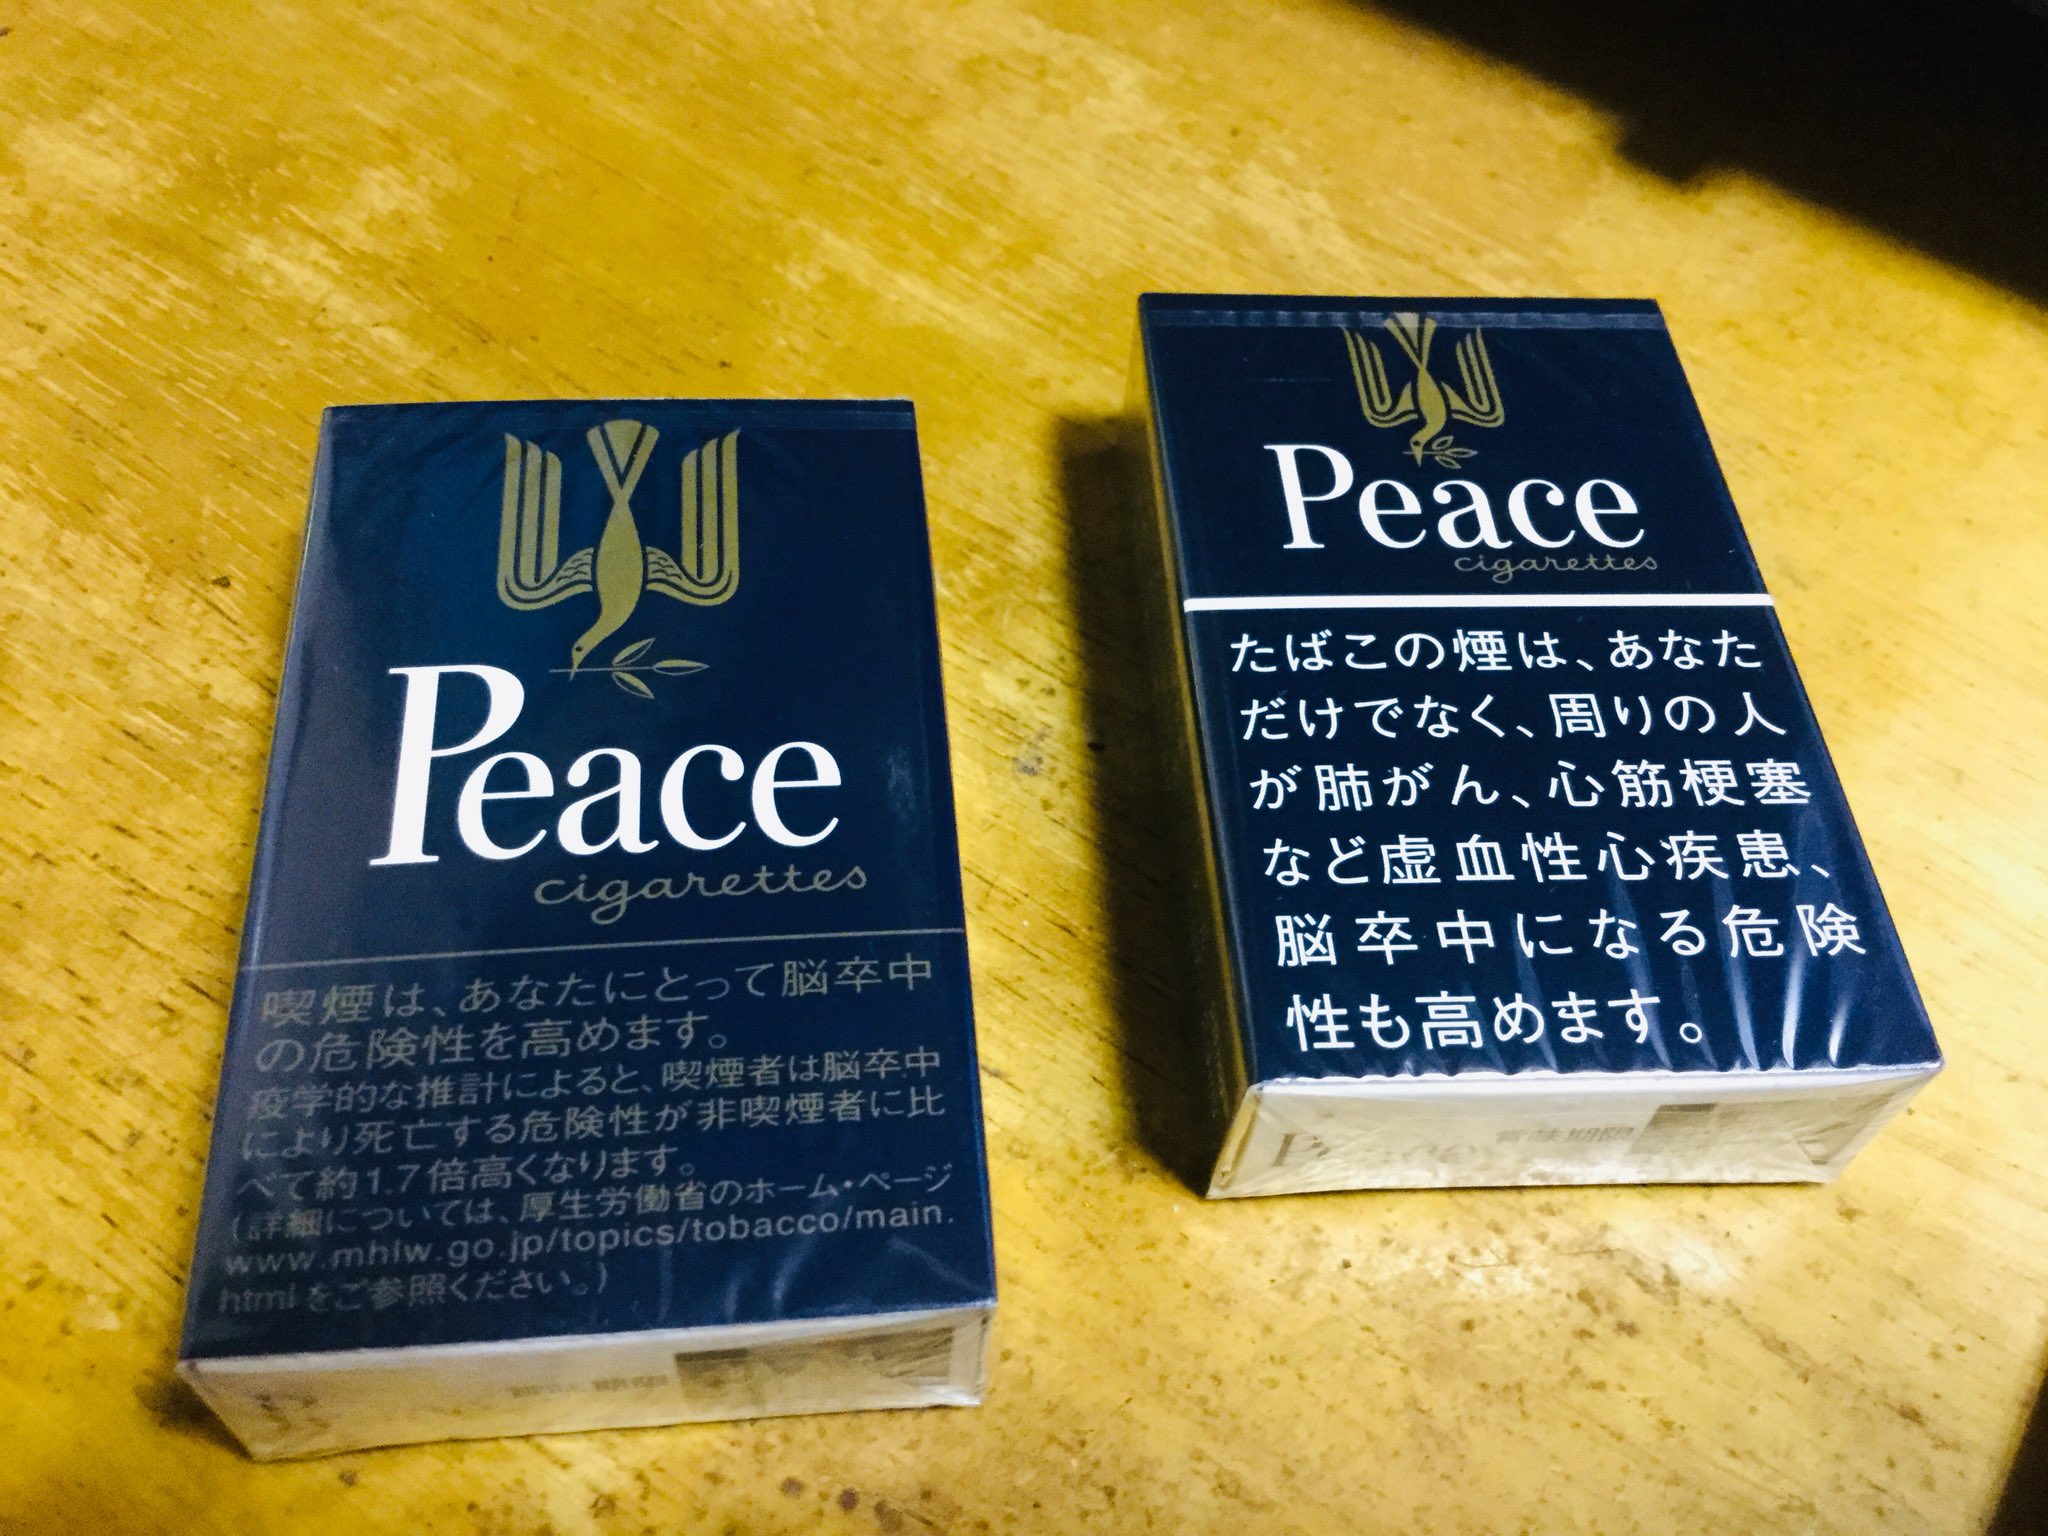 Peace
cigarettes
喫煙は、あなたにとって脳卒中
の危険性を高めます。
疫学的な推計によると、喫煙者は脳卒中
により死亡する危険性が非喫煙者に比
べて約1.7倍高くなります。
(詳細については、厚生労働省のホーム・ページ
www.mhlw.go.jp/topics/tobacco/main.
htmlをご参照ください。)
Peace
cigarettes
たばこの煙は、あなた
だけでなく、周りの人
が肺がん、心筋梗塞
など虚血性心疾患、
脳卒中になる危険
性も高めます。
賞味期限